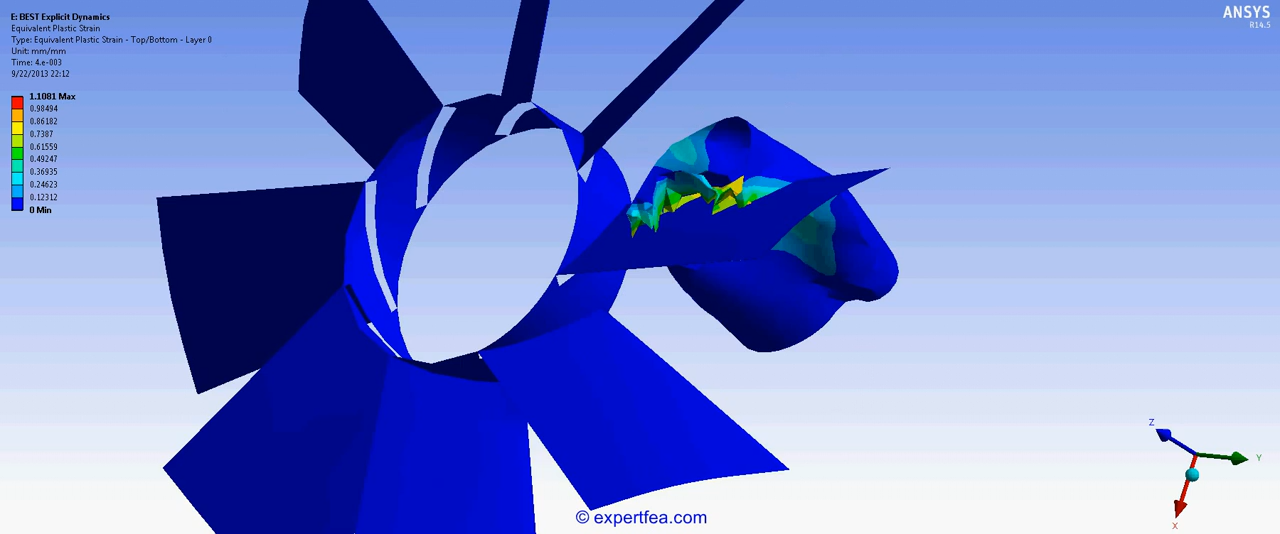 E: BEST Explicit Dynamics
Equivalent Plastic Strain
Type: Equivalent Plastic Strain - Top/Bottom - Layer 0
Unit: mm/mm
Time: 4.e-003
9/22/2013 22:12
1.1081 Max
0.98494
0.86182
0.7387
0.61559
0.49247
0.36935
0.24623
0.12312
0 Min
ANSYS
R14.5
Z
Y
X
© expertfea.com